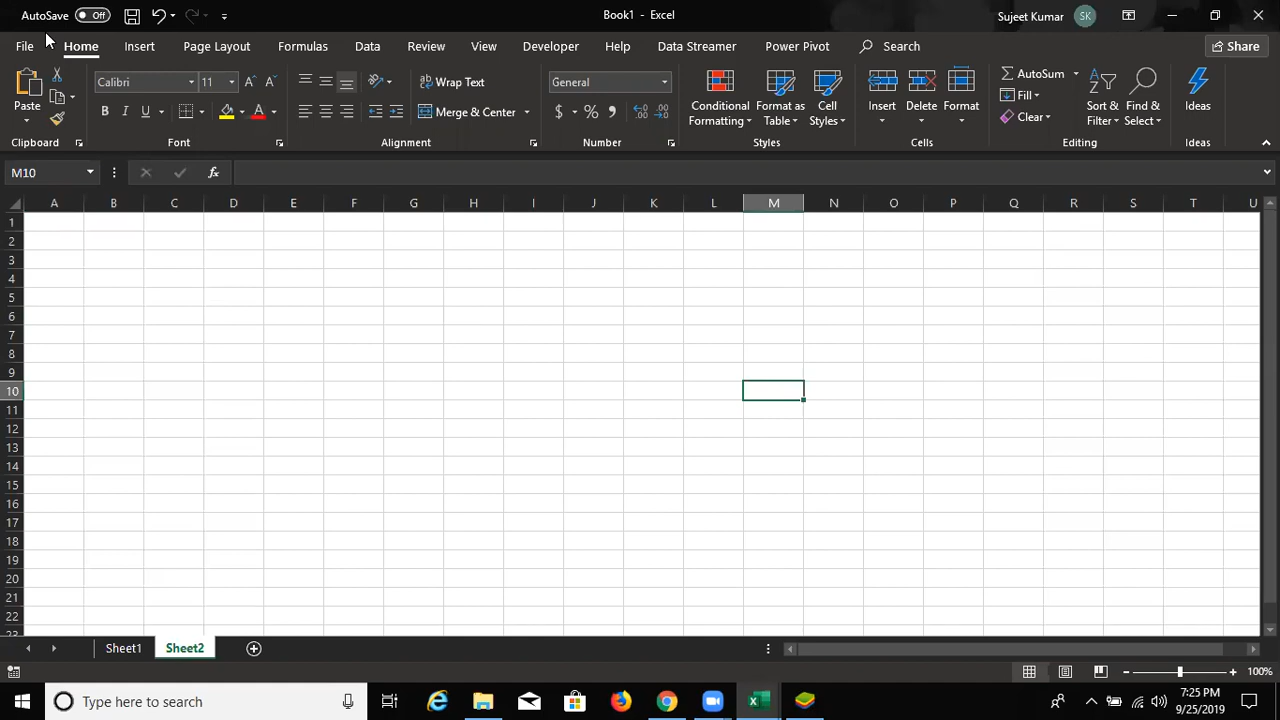 AutoSave Off Book1 - Excel Sujeet Kumar SK
File Home Insert Page Layout Formulas Data Review View Developer Help Data Streamer Power Pivot Search Share
Calibri 11 Wrap Text General AutoSum
Paste Conditional Format as Cell Insert Delete Format Fill Sort & Find & Ideas
B I U A Merge & Center $ % Formatting Table Styles Clear Filter Select
Clipboard Font Alignment Number Styles Cells Editing Ideas
M10 fx
A B C D E F G H I J K L M N O P Q R S T U
1
2
3
4
5
6
7
8
9
10
11
12
13
14
15
16
17
18
19
20
21
22
23
Sheet1 Sheet2
100%
Type here to search 7:25 PM
9/25/2019